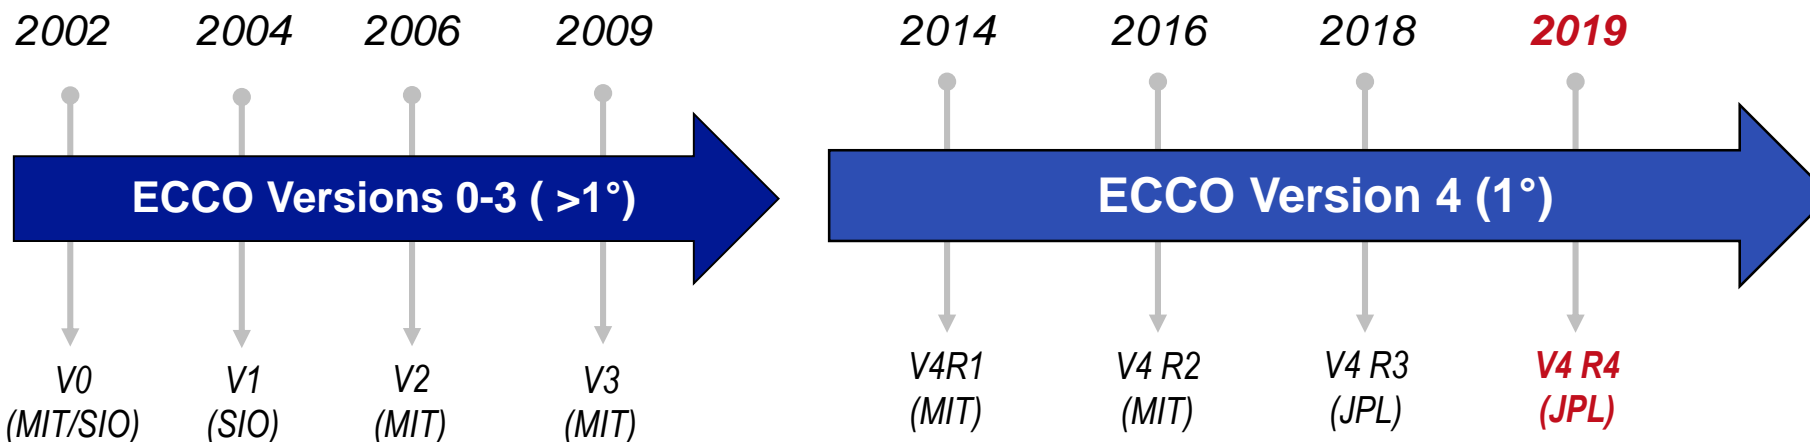 2002 2004 2006 2009 2014 2016 2018 2019
ECCO Versions 0-3 ( >1°) ECCO Version 4 (1°)
V0 V1 V2 V3 V4R1 V4 R2 V4 R3 V4 R4
(MIT/SIO) (SIO) (MIT) (MIT) (MIT) (MIT) (JPL) (JPL)